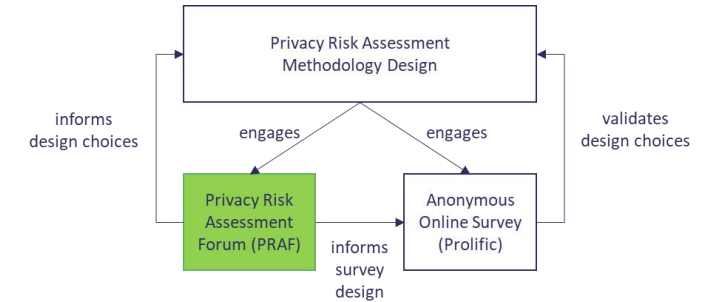 Privacy Risk Assessment
Methodology Design
informs
design choices
engages
engages
validates
design choices
Privacy Risk
Assessment
Forum (PRAF)
informs
survey
design
Anonymous
Online Survey
(Prolific)